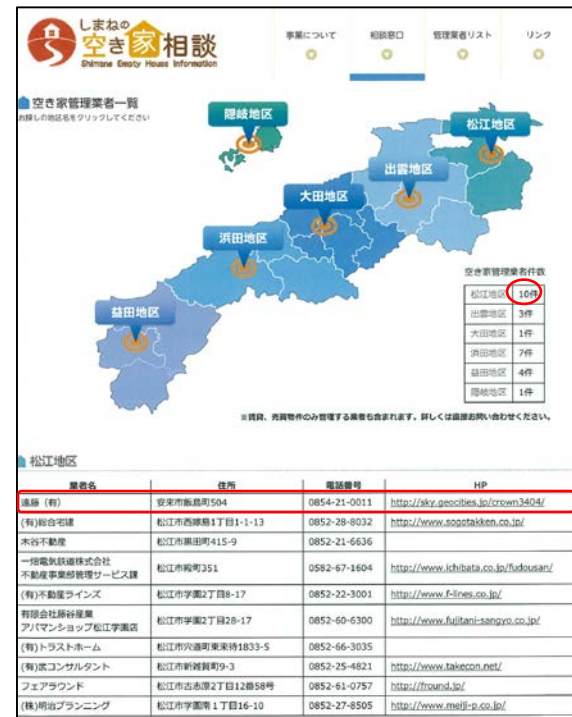 しまねの
空き家相談
Shimane Empty House Information
事業について 相談窓口 管理業者リスト リンク
空き家管理業者一覧
お探しの地区名をクリックしてください
隠岐地区
松江地区
出雲地区
大田地区
浜田地区
益田地区
空き家管理業者件数
松江地区 10件
出雲地区 3件
大田地区 1件
浜田地区 7件
益田地区 4件
隠岐地区 1件
※賃貸、売買物件のみ管理する業者も含まれます。詳しくは直接お問い合わせください。
松江地区
業者名 住所 電話番号 HP
遠藤（有） 安来市飯島町504 0854-21-0011 http://sky.geocities.jp/crown3404/
(有)総合宅建 松江市西嫁島1丁目1-1-13 0852-28-8032 http://www.sogotakken.co.jp/
木谷不動産 松江市黒田町415-9 0852-21-6636
一畑電気鉄道株式会社
不動産事業部管理サービス課 松江市殿町351 0582-67-1604 http://www.ichibata.co.jp/fudousan/
(有)不動産ラインズ 松江市学園2丁目8-17 0852-22-3001 http://www.f-lines.co.jp/
有限会社藤谷産業
アパマンショップ松江学園店 松江市学園2丁目28-17 0852-60-6300 http://www.fujitani-sangyo.co.jp/
(有)トラストホーム 松江市宍道町東来待1833-5 0852-66-3035
(有)武コンサルタント 松江市新雑賀町9-3 0852-25-4821 http://www.takecon.net/
フェアラウンド 松江市古志原2丁目12番58号 0852-61-0757 http://fround.jp/
(株)明治プランニング 松江市学園南1丁目16-10 0852-27-8505 http://www.meiji-p.co.jp/